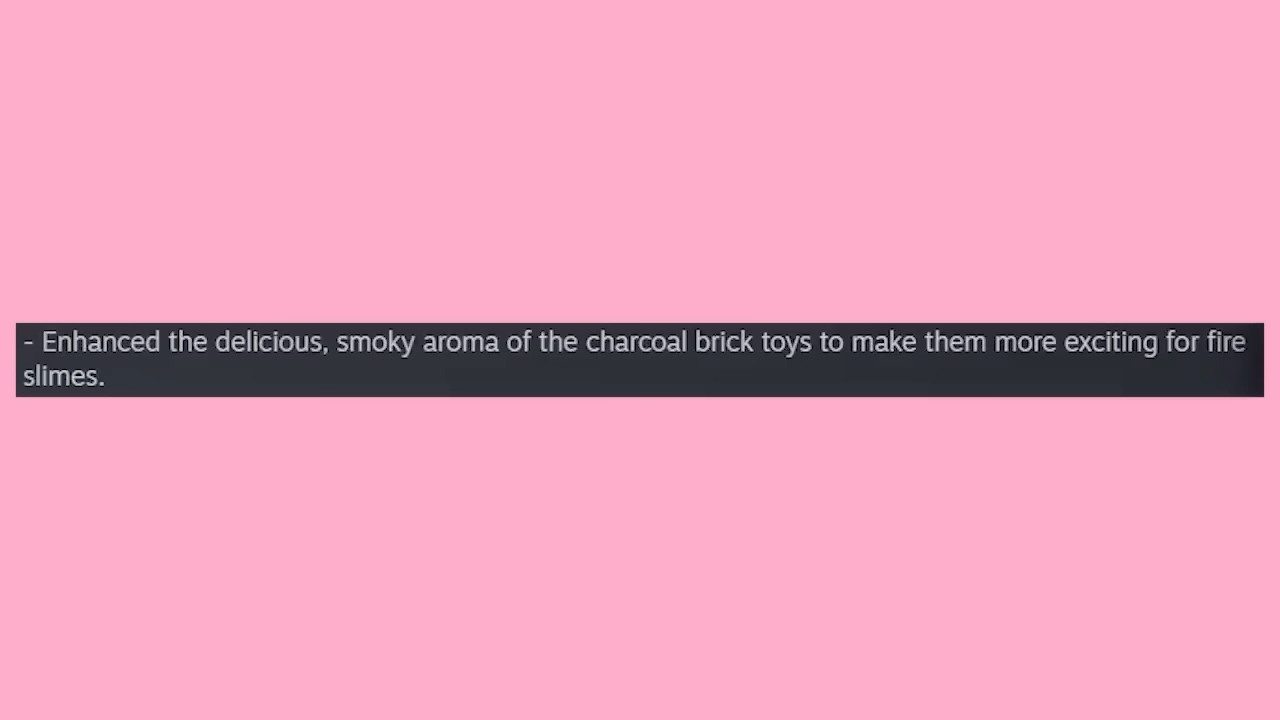 - Enhanced the delicious, smoky aroma of the charcoal brick toys to make them more exciting for fire
slimes.